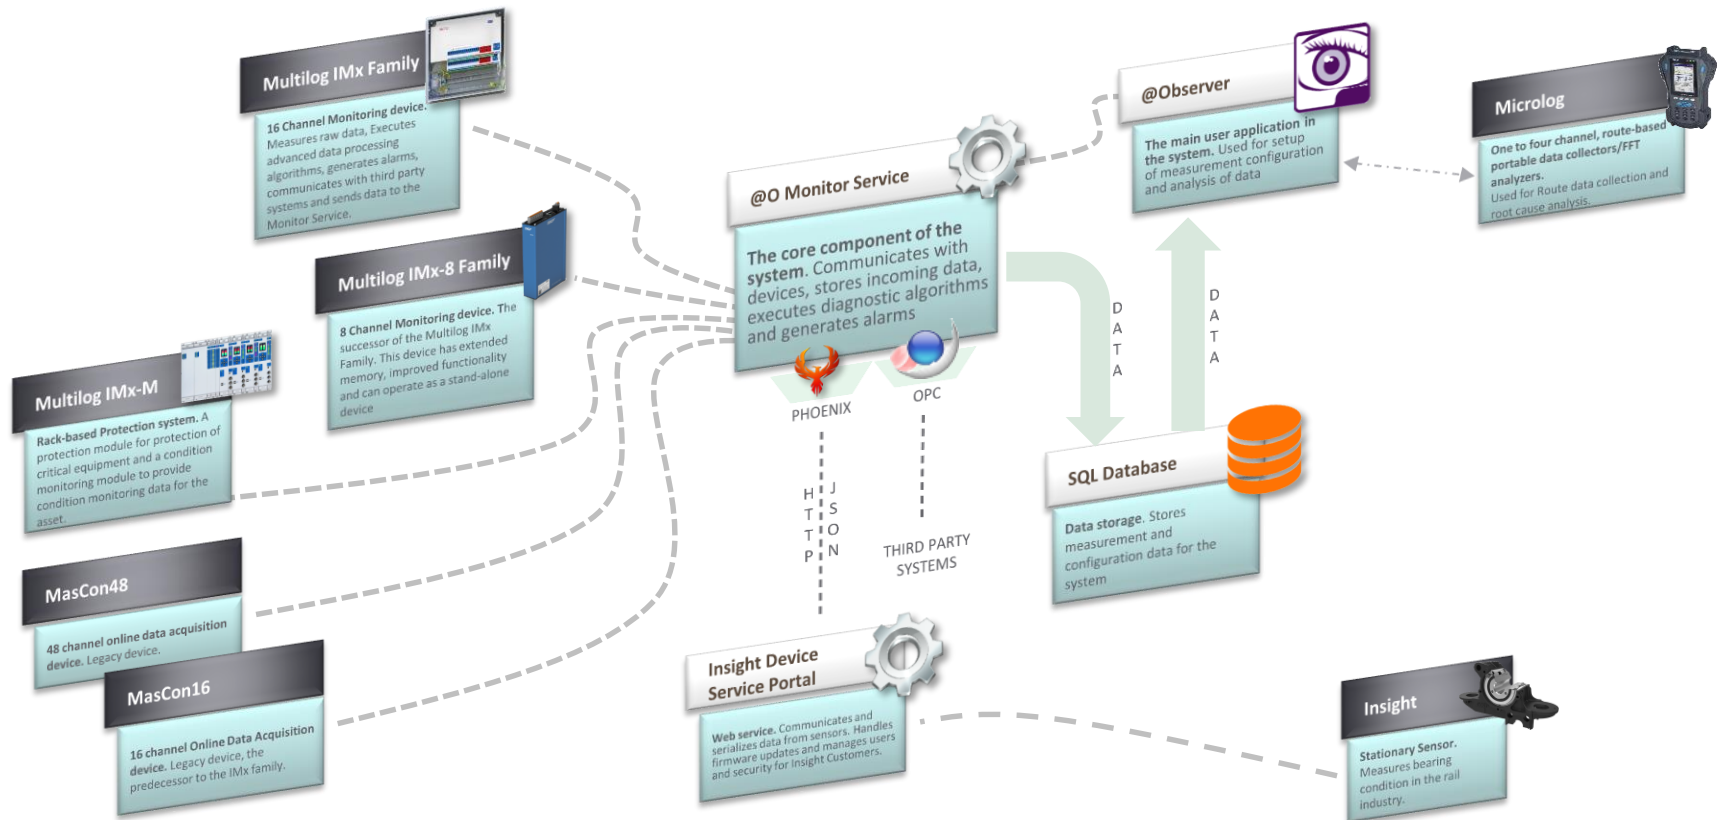 Multilog IMx Family
16 Channel Monitoring device.
Measures raw data, Executes
advanced data processing
algorithms, generates alarms,
communicates with third party
systems and sends data to the
Monitor Service.
Multilog IMx-8 Family
8 Channel Monitoring device. The
successor of the Multilog IMx
Family. This device has extended
memory, improved functionality
and can operate as a stand-alone
device
Multilog IMx-M
Rack-based Protection system. A
protection module for protection of
critical equipment and a condition
monitoring module to provide
condition monitoring data for the
asset.
MasCon48
48 channel online data acquisition
device. Legacy device.
MasCon16
16 channel Online Data Acquisition
device. Legacy device, the
predecessor to the IMx family.
@O Monitor Service
The core component of the
system. Communicates with
devices, stores incoming data,
executes diagnostic algorithms
and generates alarms
PHOENIX
OPC
HTTP
JSON
THIRD PARTY
SYSTEMS
Insight Device
Service Portal
Web service. Communicates and
serializes data from sensors. Handles
firmware updates and manages users
and security for Insight Customers.
@Observer
The main user application in
the system. Used for setup
of measurement configuration
and analysis of data
DATA
DATA
SQL Database
Data storage. Stores
measurement and
configuration data for the
system
Microlog
One to four channel, route-based
portable data collectors/FFT
analyzers.
Used for Route data collection and
root cause analysis.
Insight
Stationary Sensor.
Measures bearing
condition in the rail
industry.